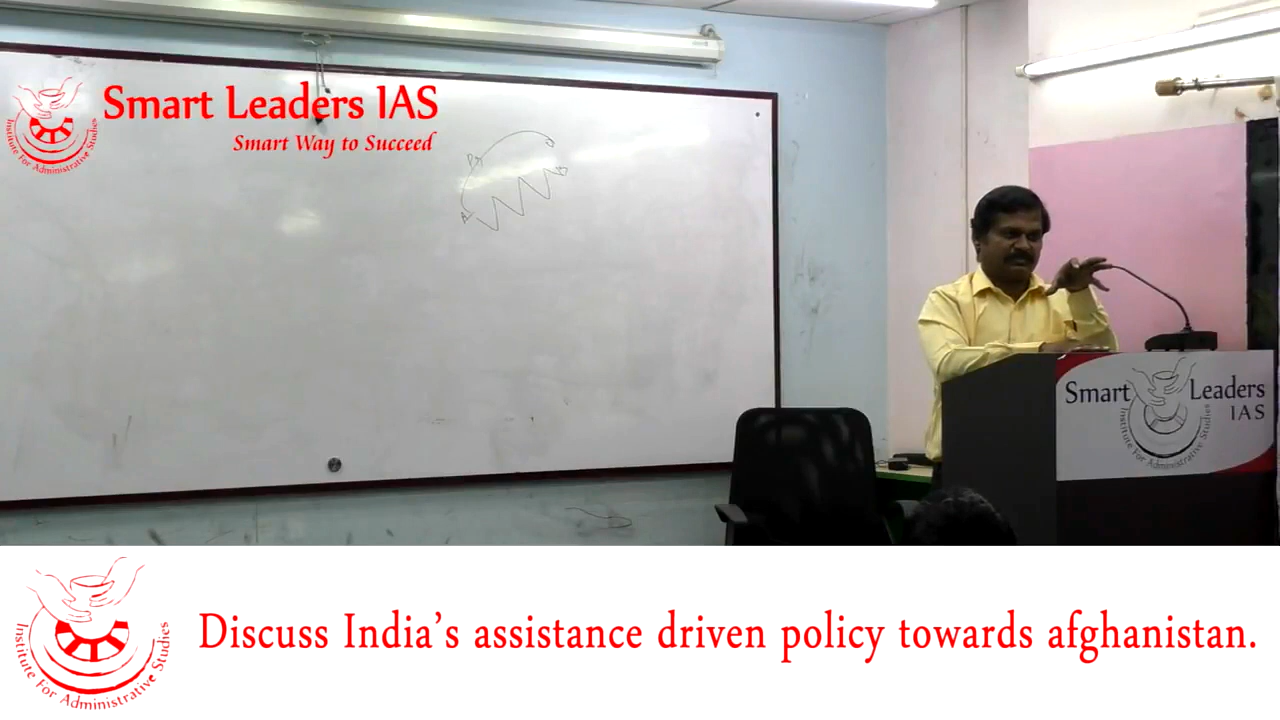 Smart Leaders IAS
Smart Way to Succeed
Institute For Administrative Studies
A
P
B
Smart Leaders
IAS
Institute For Administrative Studies
Discuss India's assistance driven policy towards afghanistan.
Institute For Administrative Studies